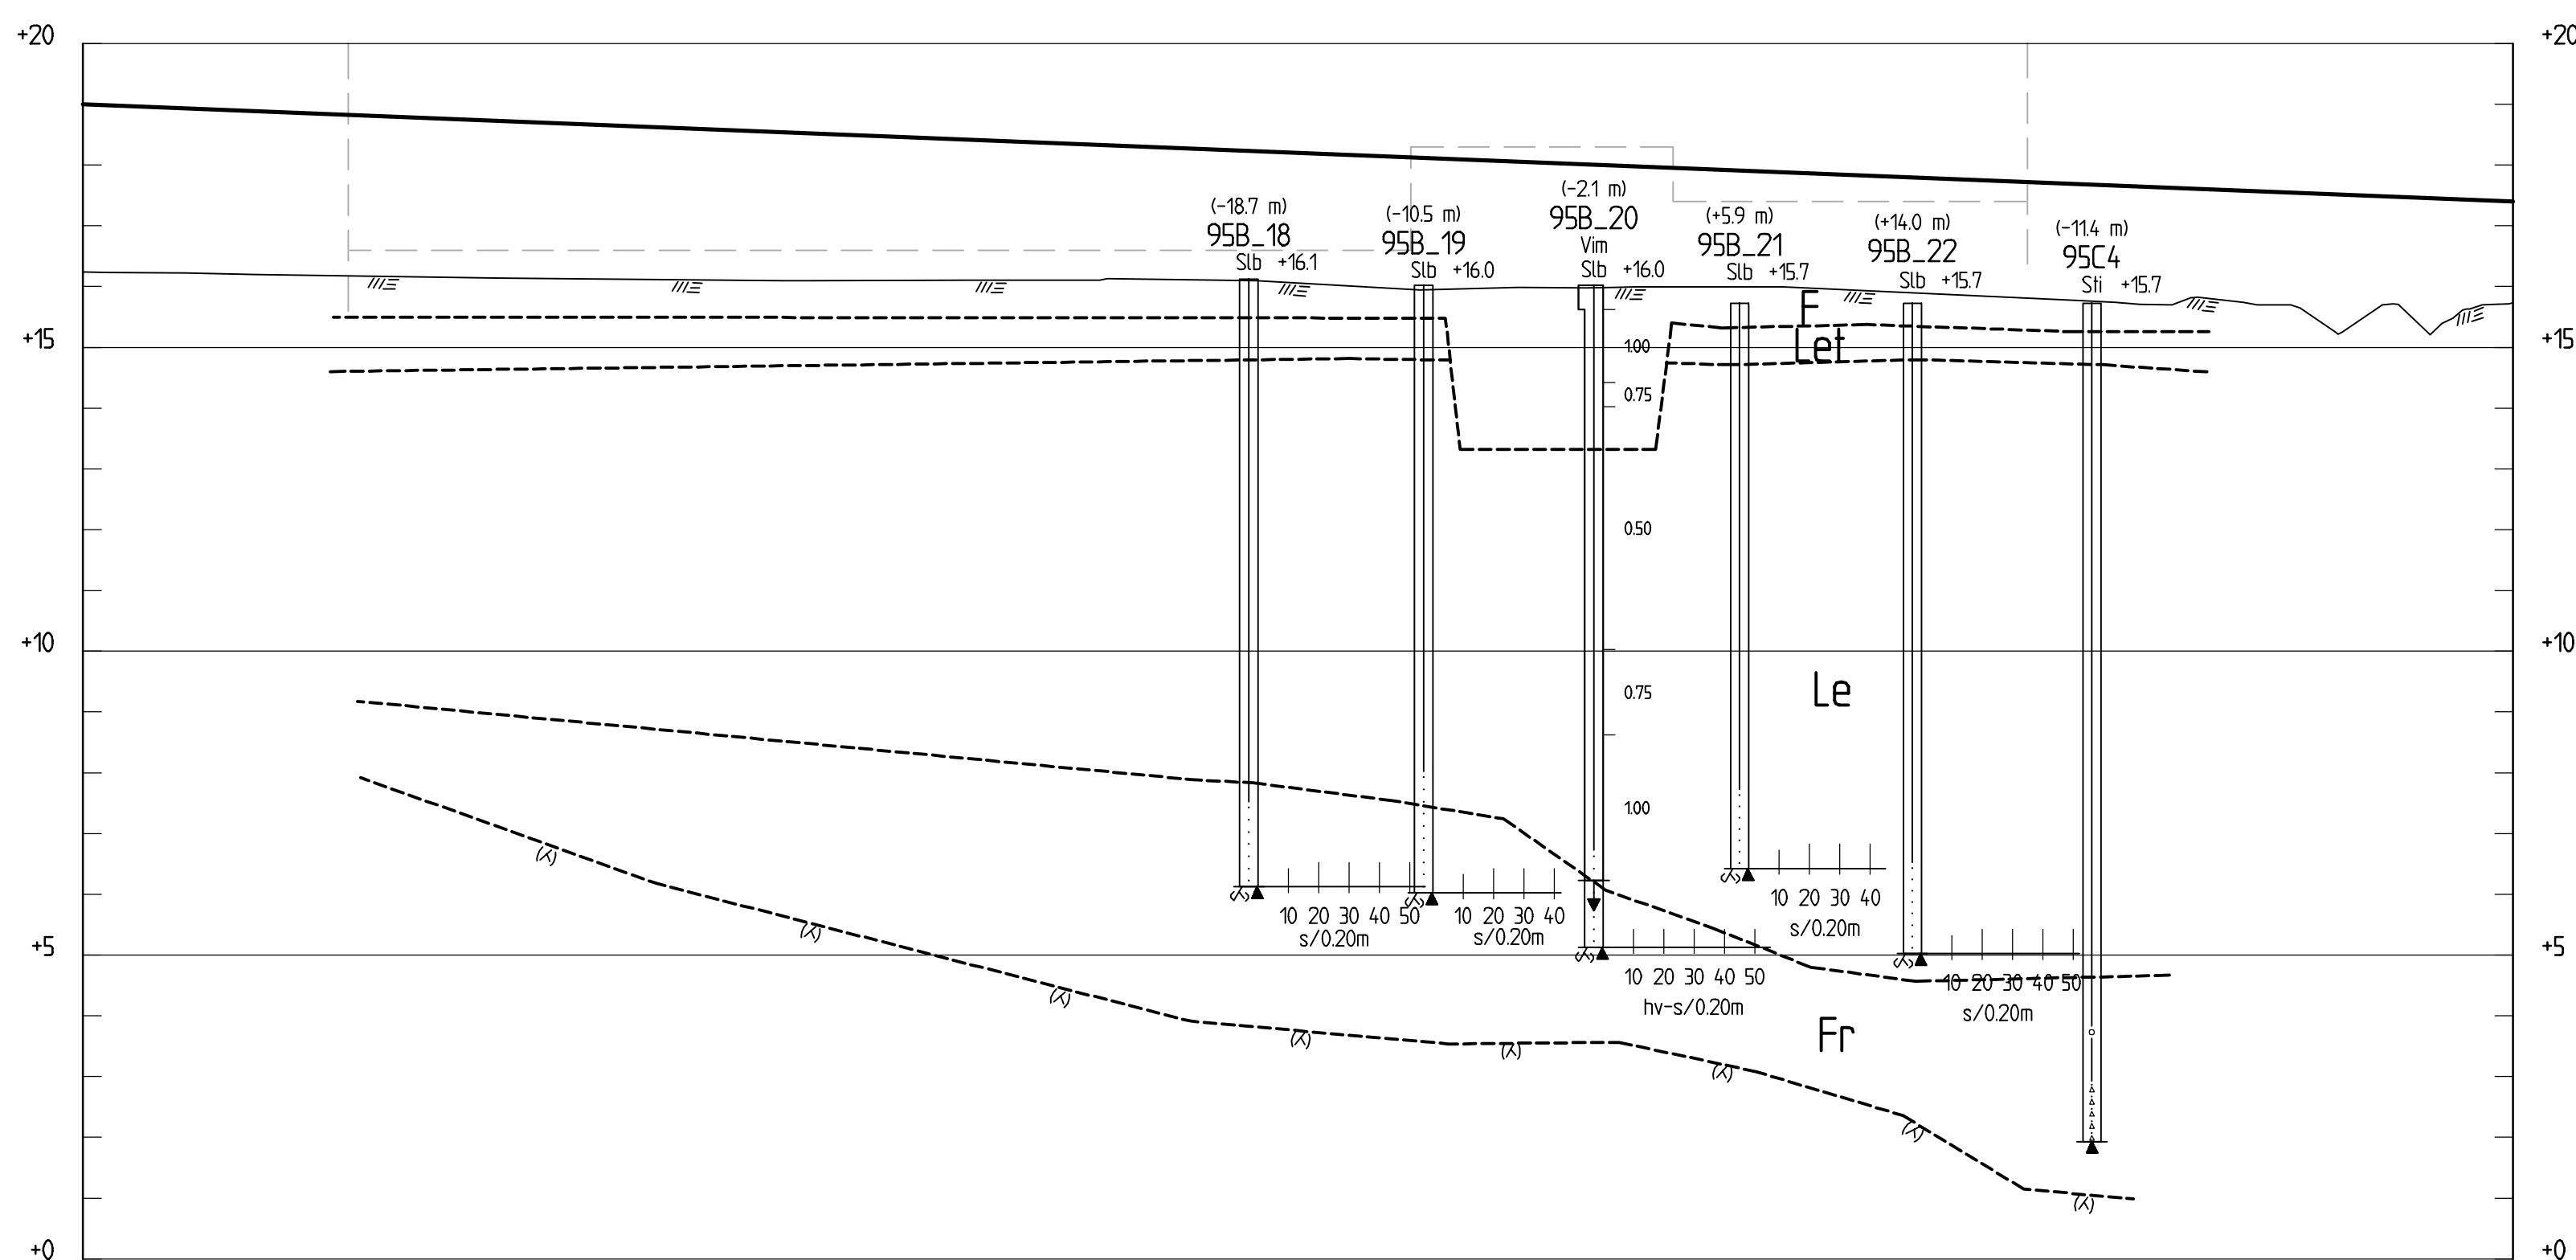 +20 +20
(-2.1 m)
95B_20
Vim
Slb +16.0
(-18.7 m)
95B_18
Slb +16.1
(-10.5 m)
95B_19
Slb +16.0
(+5.9 m)
95B_21
Slb +15.7
(+14.0 m)
95B_22
Slb +15.7
(-11.4 m)
95C4
Sti +15.7
F
Let
+15 +15
1.00
0.75
0.50
+10 +10
0.75
Le
1.00
10 20 30 40
s/0.20m
10 20 30 40 50
s/0.20m
10 20 30 40
s/0.20m
+5 +5
10 20 30 40 50
hv-s/0.20m
10 20 30 40 50
s/0.20m
Fr
+0 +0